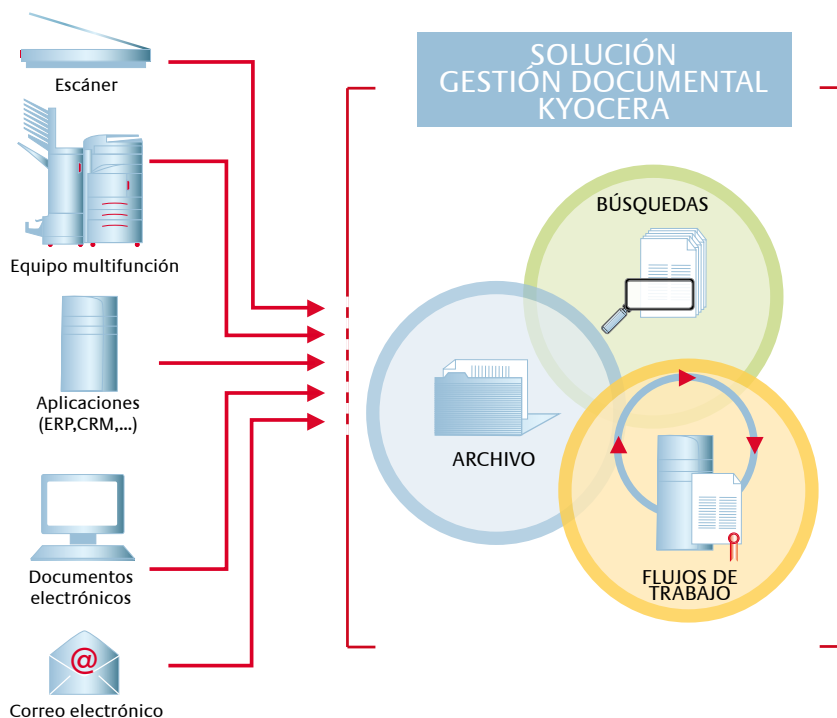 Escáner
Equipo multifunción
Aplicaciones
(ERP,CRM,...)
Documentos
electrónicos
@
Correo electrónico
SOLUCIÓN
GESTIÓN DOCUMENTAL
KYOCERA
BÚSQUEDAS
ARCHIVO
FLUJOS DE
TRABAJO